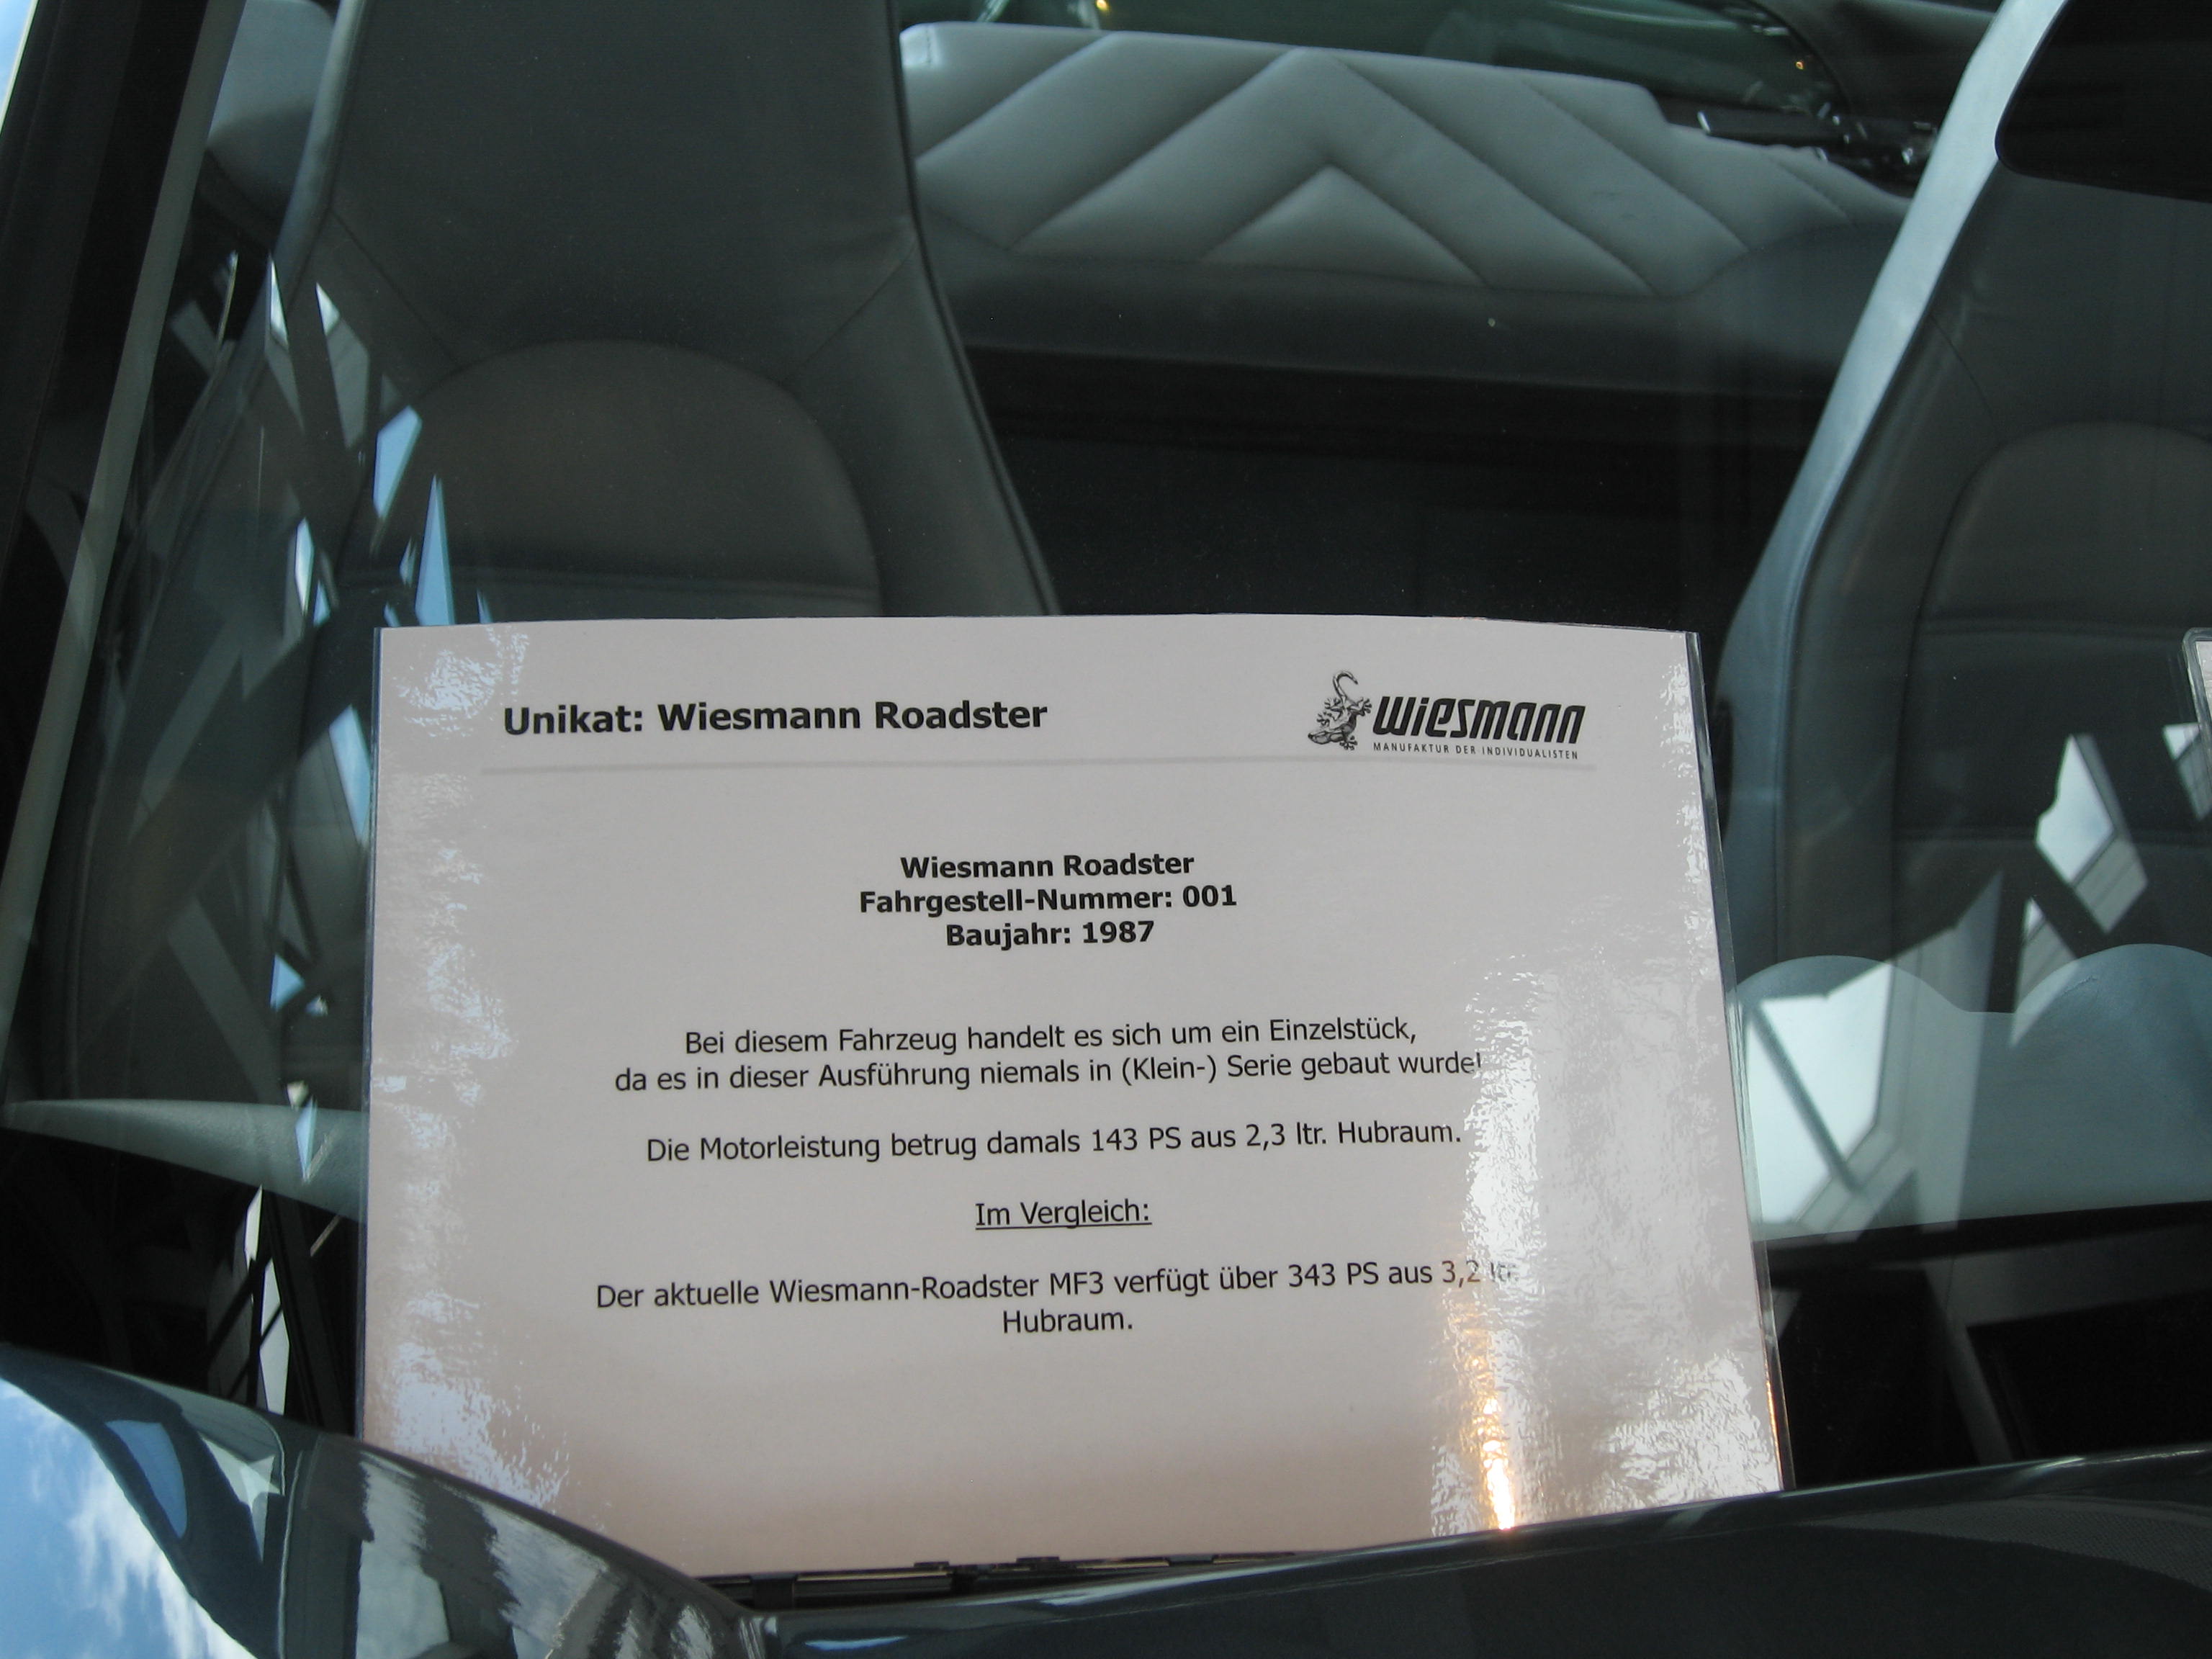 Unikat: Wiesmann Roadster
WIESMANN
MANUFAKTUR DER INDIVIDUALISTEN
Wiesmann Roadster
Fahrgestell-Nummer: 001
Baujahr: 1987
Bei diesem Fahrzeug handelt es sich um ein Einzelstück,
da es in dieser Ausführung niemals in (Klein-) Serie gebaut wurde!
Die Motorleistung betrug damals 143 PS aus 2,3 ltr. Hubraum.
Im Vergleich:
Der aktuelle Wiesmann-Roadster MF3 verfügt über 343 PS aus 3,2 ltr.
Hubraum.